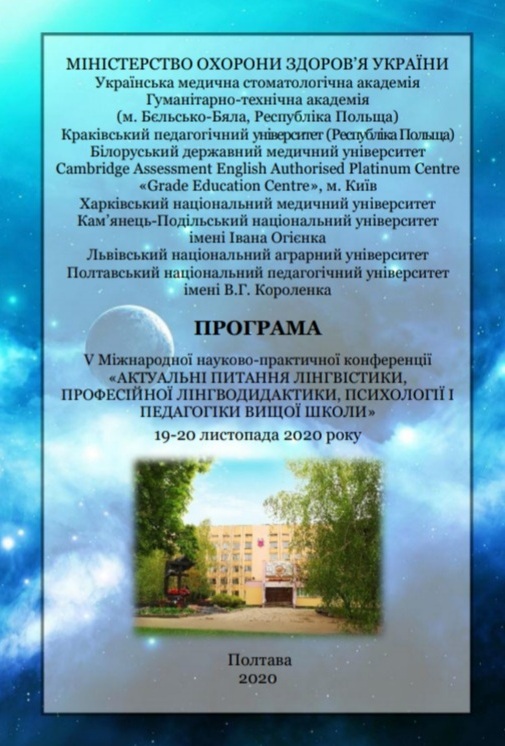 МІНІСТЕРСТВО ОХОРОНИ ЗДОРОВ'Я УКРАЇНИ
Українська медична стоматологічна академія
Гуманітарно-технічна академія
(м. Бєльсько-Бяла, Республіка Польща)
Краківський педагогічний університет (Республіка Польща)
Білоруський державний медичний університет
Cambridge Assessment English Authorised Platinum Centre
«Grade Education Centre», м. Київ
Харківський національний медичний університет
Кам'янець-Подільський національний університет
імені Івана Огієнка
Львівський національний аграрний університет
Полтавський національний педагогічний університет
імені В.Г. Короленка
ПРОГРАМА
V Міжнародної науково-практичної конференції
«АКТУАЛЬНІ ПИТАННЯ ЛІНГВІСТИКИ,
ПРОФЕСІЙНОЇ ЛІНГВОДИДАКТИКИ, ПСИХОЛОГІЇ І
ПЕДАГОГІКИ ВИЩОЇ ШКОЛИ»
19-20 листопада 2020 року
Полтава
2020